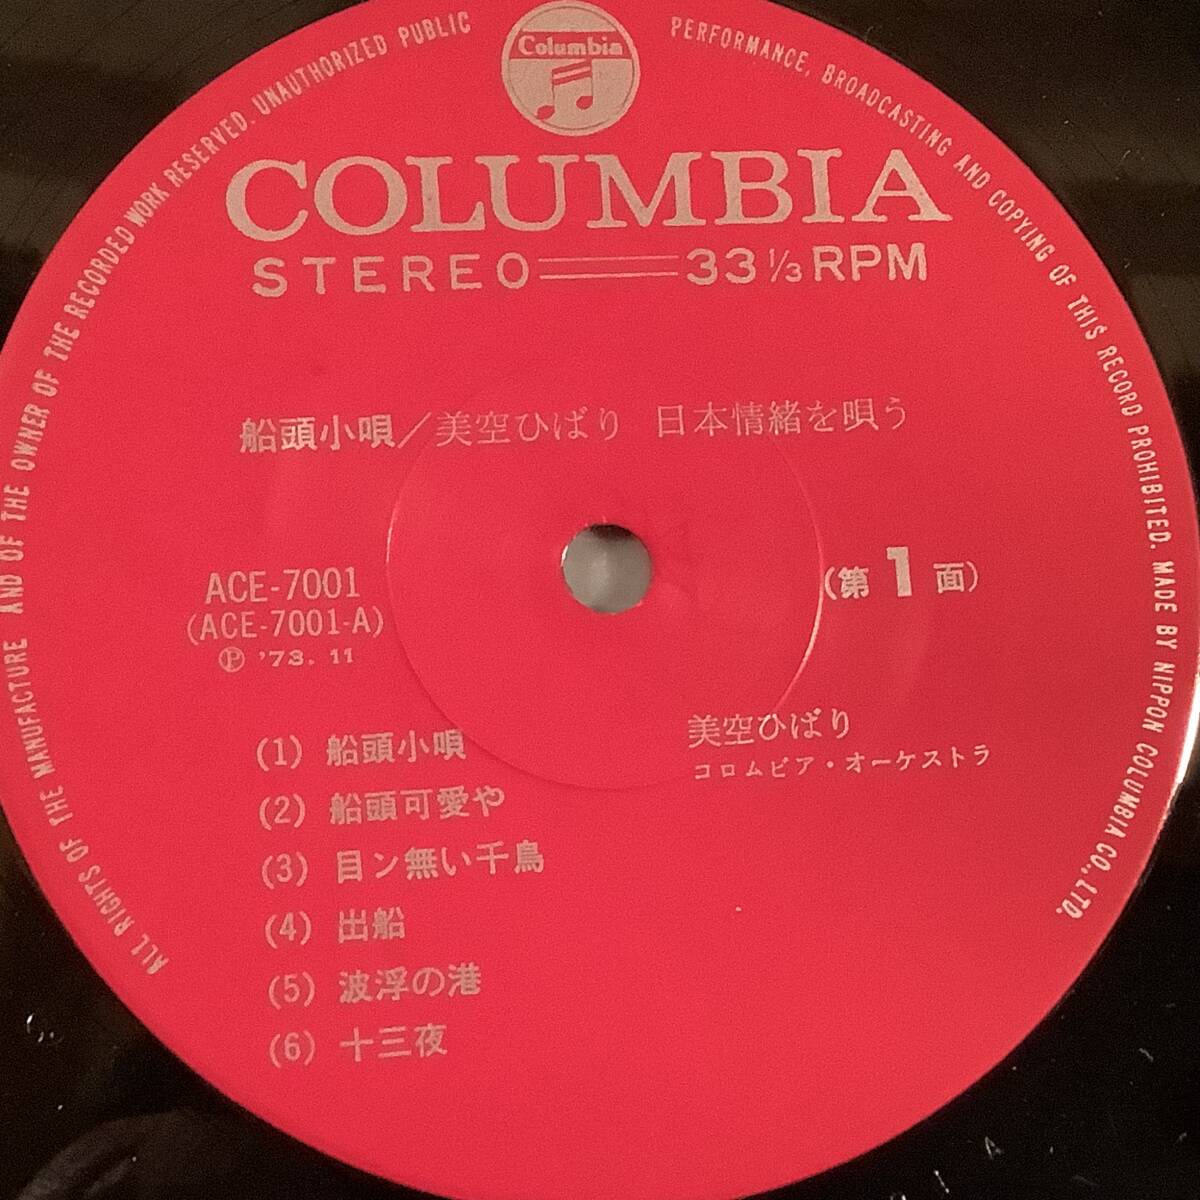 Columbia
COLUMBIA
STEREO 33 1/3 RPM
船頭小唄／美空ひばり 日本情緒を唄う
ACE-7001
(ACE-7001-A)
Ⓟ '73. 11
(第1面)
美空ひばり
コロムビア・オーケストラ
(1) 船頭小唄
(2) 船頭可愛や
(3) 目ン無い千鳥
(4) 出船
(5) 波浮の港
(6) 十三夜
ALL RIGHTS OF THE MANUFACTURE AND OF THE OWNER OF THE RECORDED WORK RESERVED. UNAUTHORIZED PUBLIC PERFORMANCE, BROADCASTING AND COPYING OF THIS RECORD PROHIBITED. MADE BY NIPPON COLUMBIA CO., LTD.